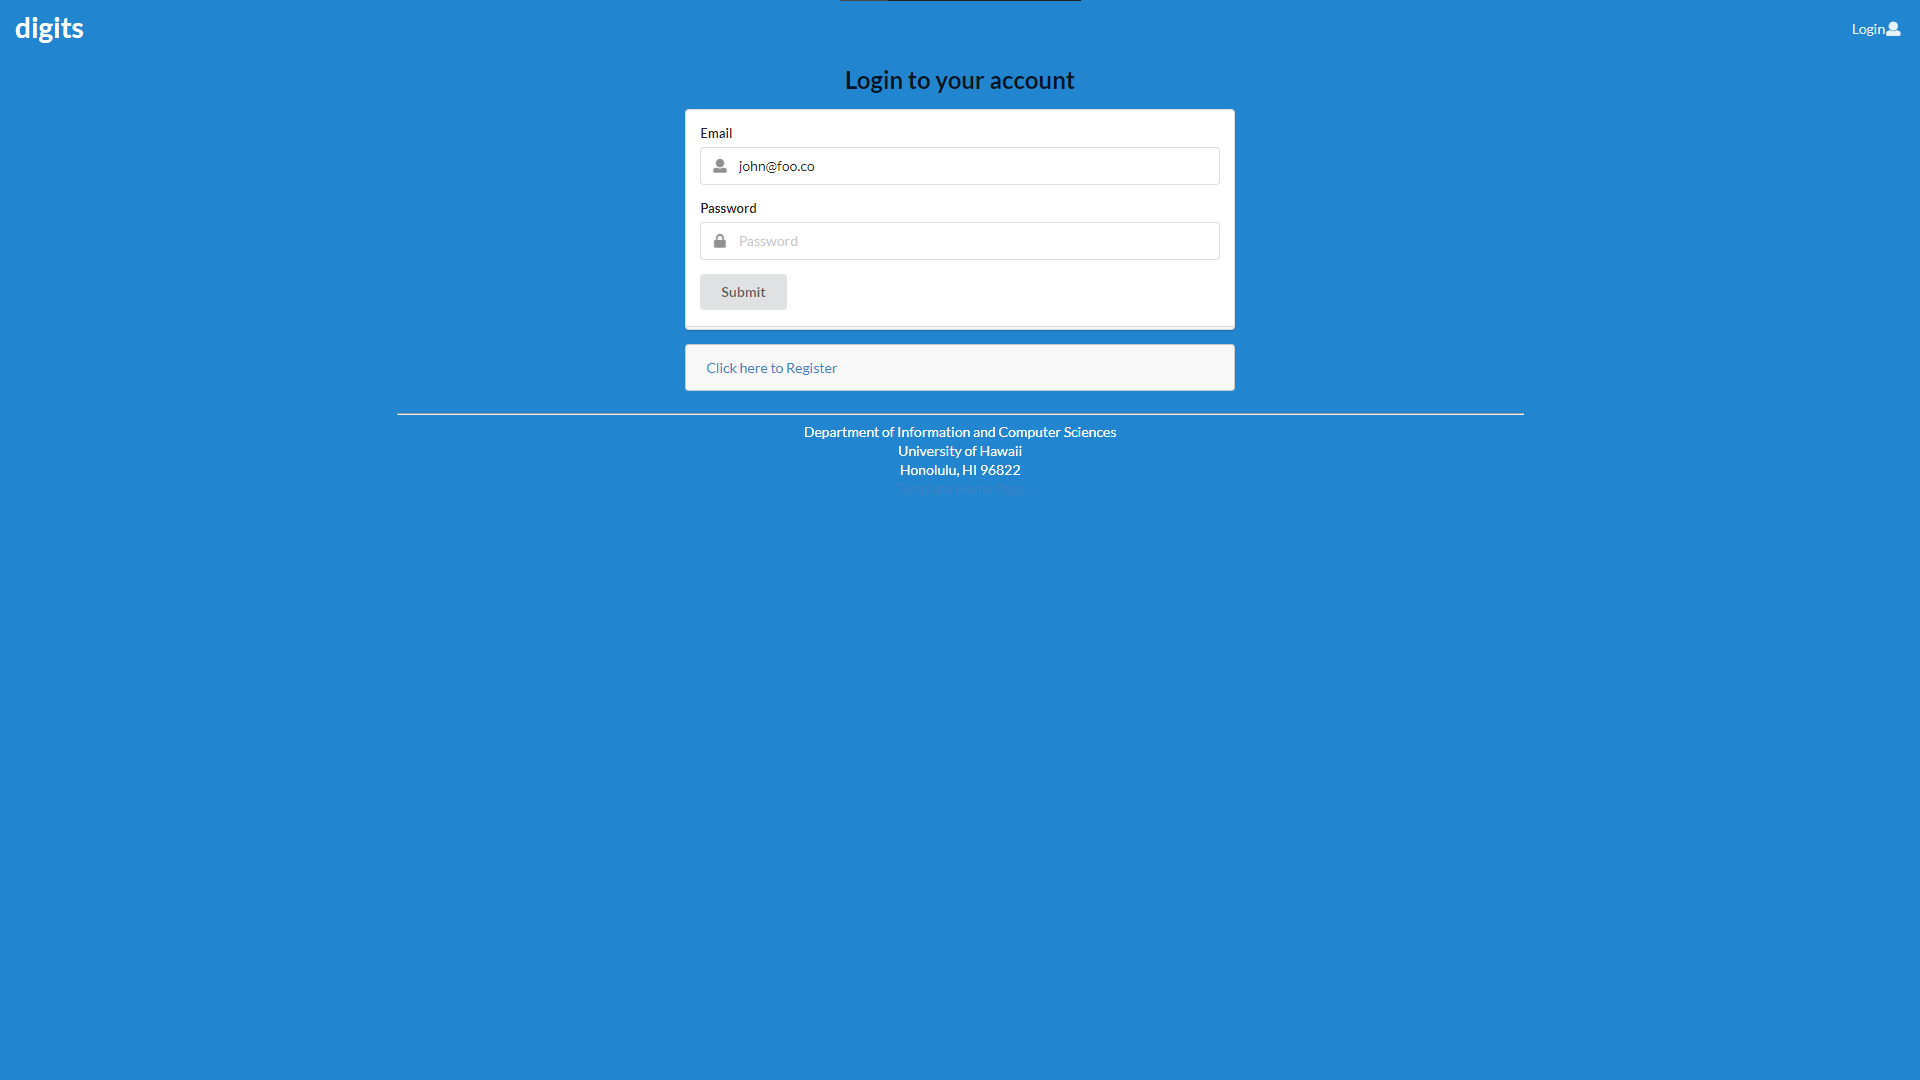 digits
Login
Login to your account
Email
john@foo.co
Password
Password
Submit
Click here to Register
Department of Information and Computer Sciences
University of Hawaii
Honolulu, HI 96822
Template Home Page